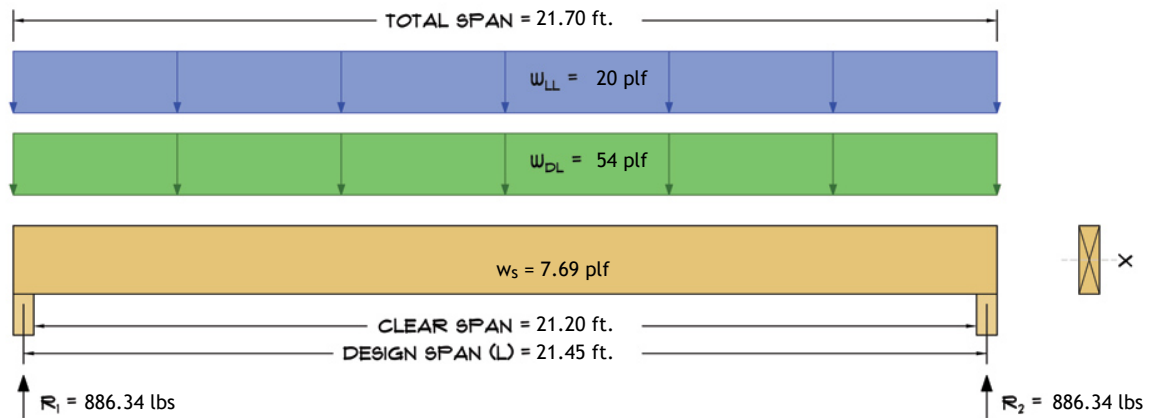 TOTAL SPAN = 21.70 ft.
WLL = 20 plf
WDL = 54 plf
ws = 7.69 plf
X
CLEAR SPAN = 21.20 ft.
DESIGN SPAN (L) = 21.45 ft.
R1 = 886.34 lbs
R2 = 886.34 lbs